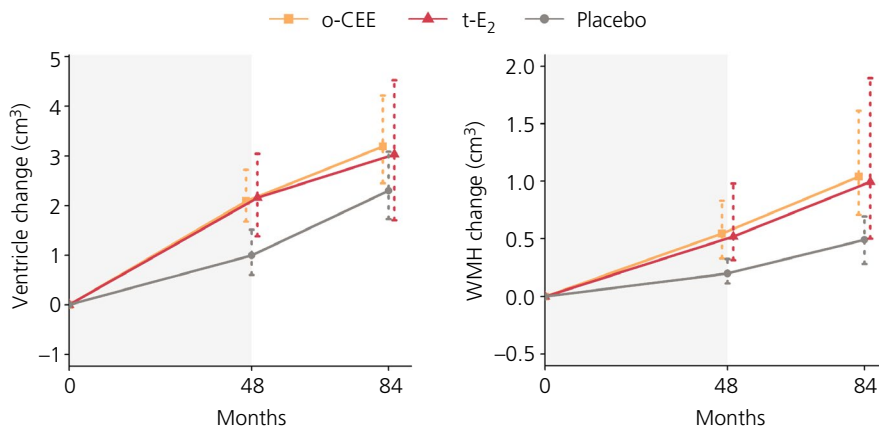 o-CEE t-E₂ Placebo
Ventricle change (cm³)
5
4
3
2
1
0
–1
0 48 84
Months
WMH change (cm³)
2.0
1.5
1.0
0.5
0.0
–0.5
0 48 84
Months